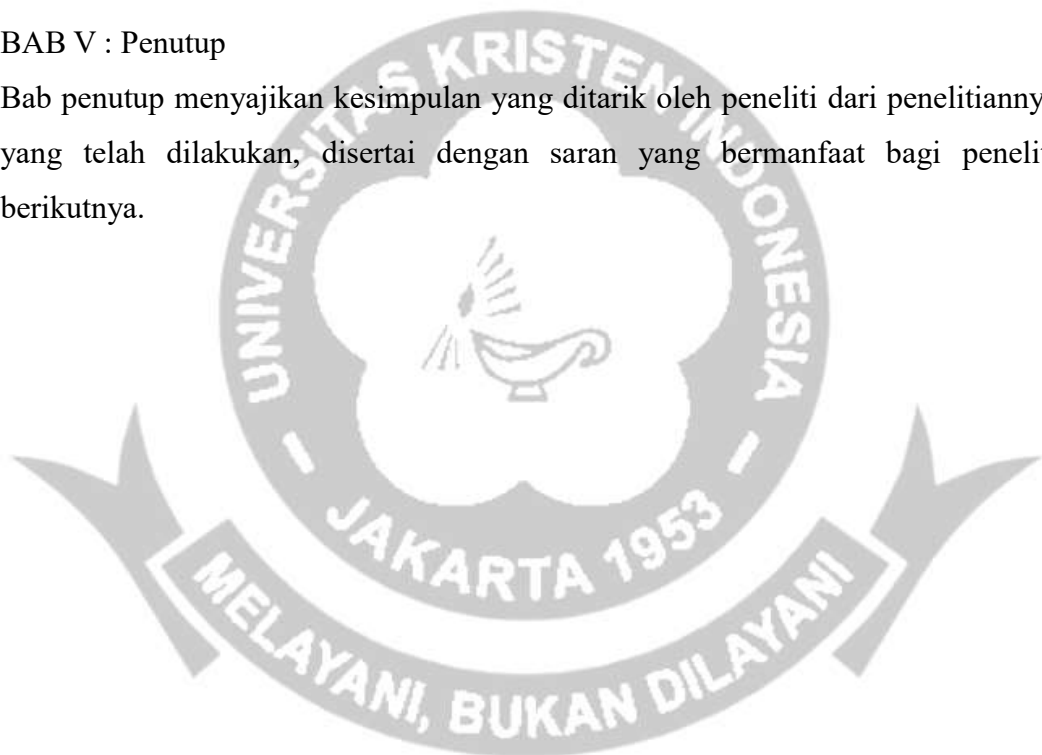 BAB V : Penutup
Bab penutup menyajikan kesimpulan yang ditarik oleh peneliti dari penelitianny
yang telah dilakukan, disertai dengan saran yang bermanfaat bagi penelit
berikutnya.
UNIVERSITAS KRISTEN INDONESIA
- JAKARTA 1953 -
MELAYANI, BUKAN DILAYANI